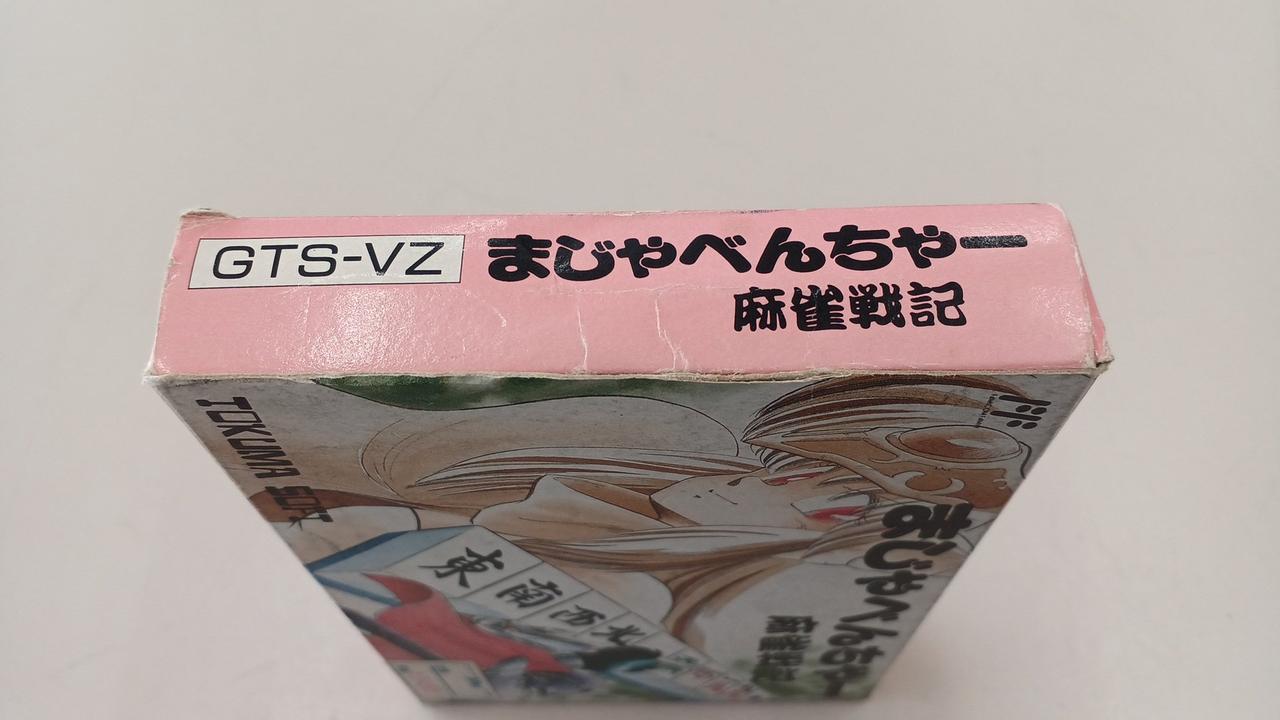 GTS-VZ
まじゃべんちゃー
麻雀戦記
TOKUMA SOFT
まじゃべんちゃー
麻雀戦記
東
南
西
北